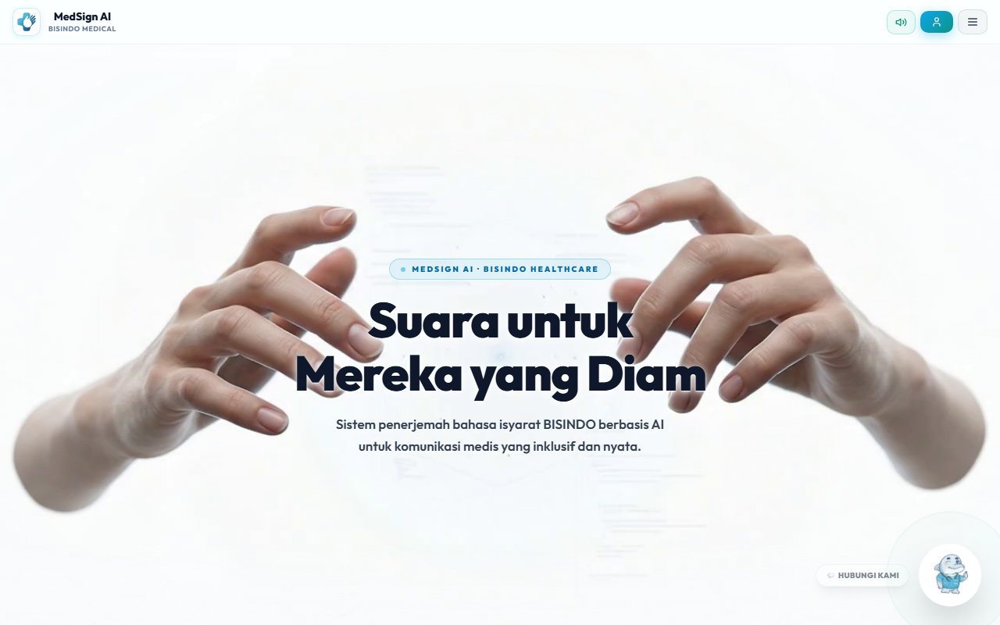 MedSign AI
BISINDO MEDICAL
MEDSIGN AI · BISINDO HEALTHCARE
Suara untuk
Mereka yang Diam
Sistem penerjemah bahasa isyarat BISINDO berbasis AI
untuk komunikasi medis yang inklusif dan nyata.
HUBUNGI KAMI